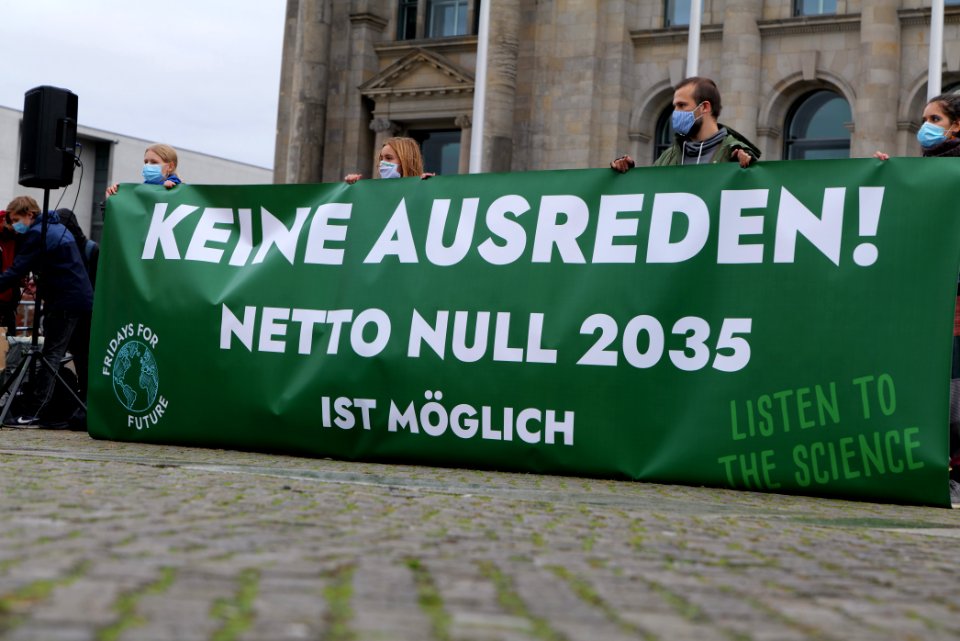 KEINE AUSREDEN!
NETTO NULL 2035
IST MÖGLICH
FRIDAYS FOR
FUTURE
LISTEN TO
THE SCIENCE